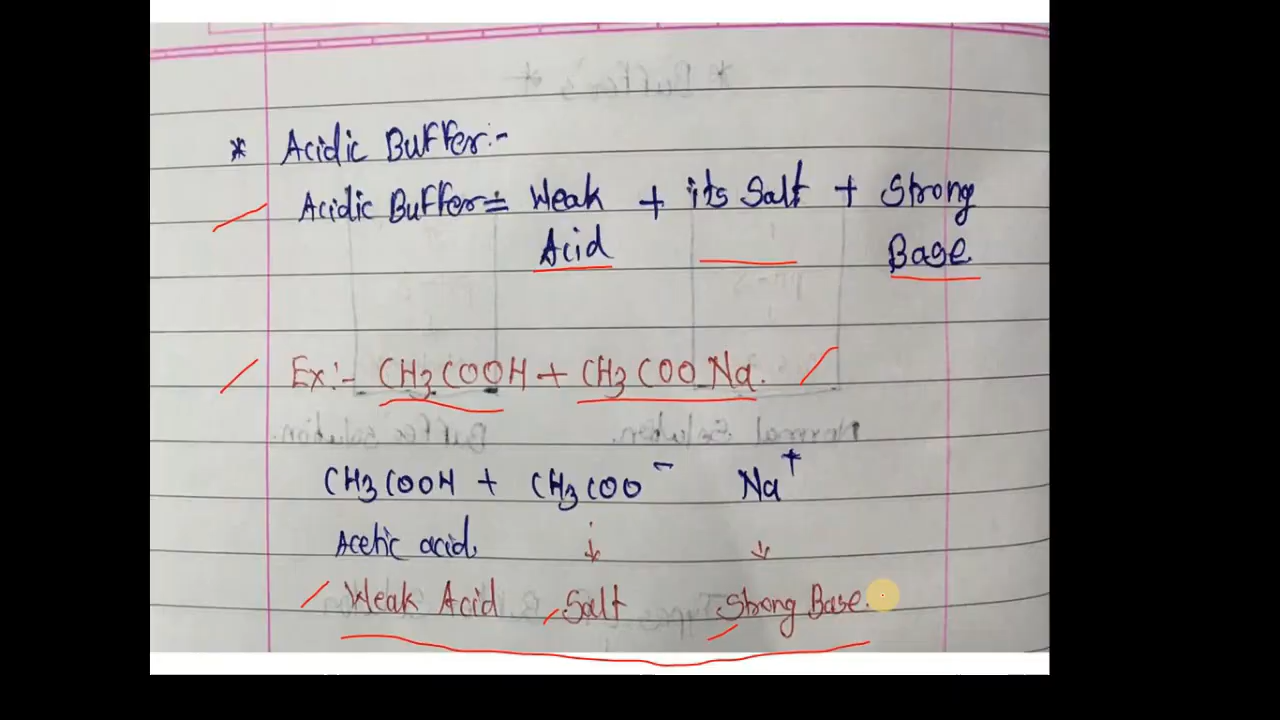 * Acidic Buffer:-
Acidic Buffer = Weak + its Salt + Strong
Acid Base
Ex:- CH3COOH + CH3COONa.
CH3COOH + CH3COO⁻ Na⁺
Acetic acid,
Weak Acid Salt Strong Base.